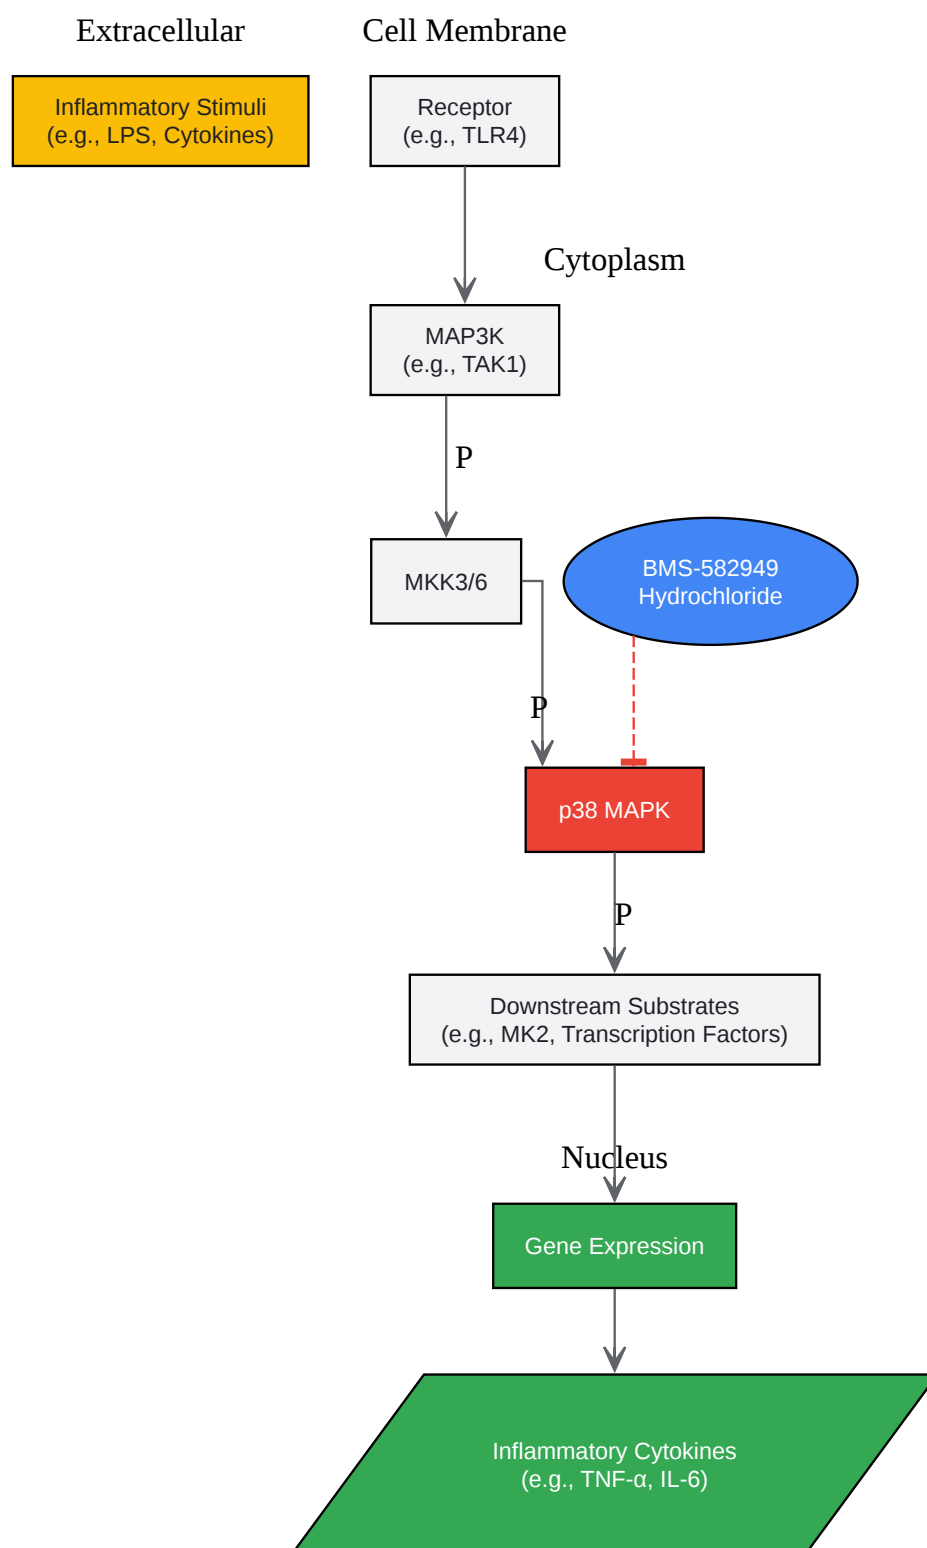 Extracellular
Cell Membrane
Inflammatory Stimuli
(e.g., LPS, Cytokines)
Receptor
(e.g., TLR4)
Cytoplasm
MAP3K
(e.g., TAK1)
P
MKK3/6
BMS-582949
Hydrochloride
P
p38 MAPK
P
Downstream Substrates
(e.g., MK2, Transcription Factors)
Nucleus
Gene Expression
Inflammatory Cytokines
(e.g., TNF-α, IL-6)